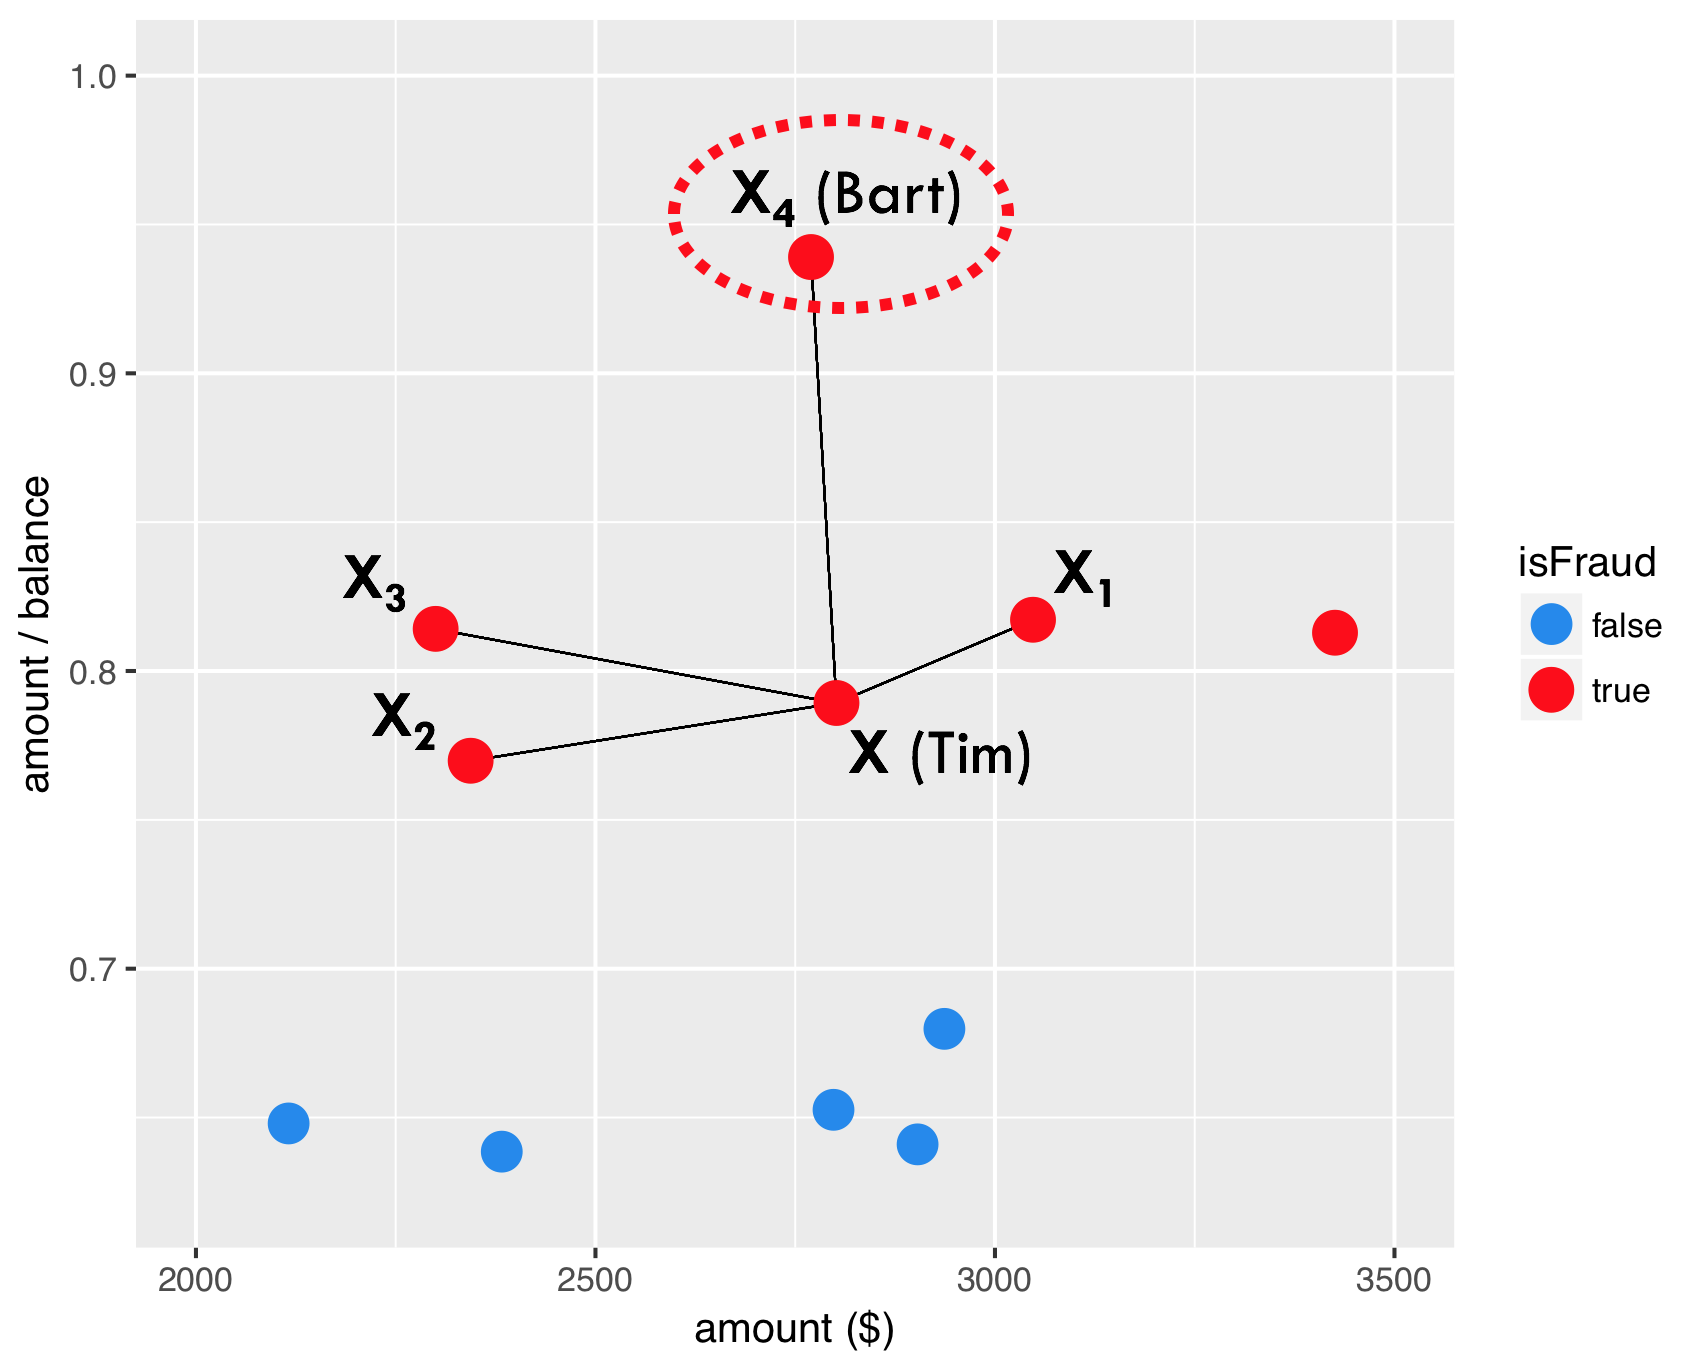 1.0
X4 (Bart)
0.9
X3
X1
0.8
X2
X (Tim)
0.7
2000
2500
3000
3500
amount ($)
amount / balance
isFraud
false
true